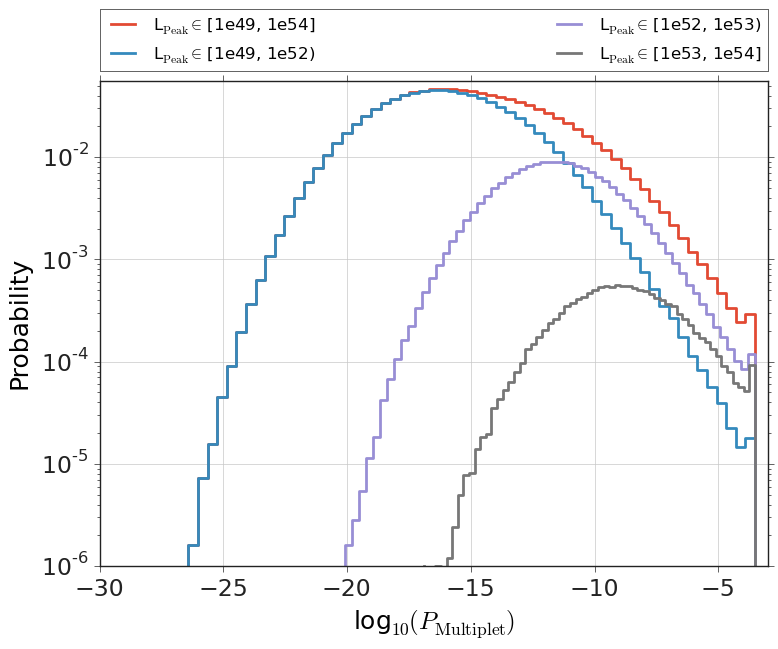 L_Peak ∈ [1e49, 1e54] L_Peak ∈ [1e52, 1e53)
L_Peak ∈ [1e49, 1e52) L_Peak ∈ [1e53, 1e54]
10^−2
10^−3
10^−4
10^−5
10^−6
Probability
−30 −25 −20 −15 −10 −5
log_10(P_Multiplet)